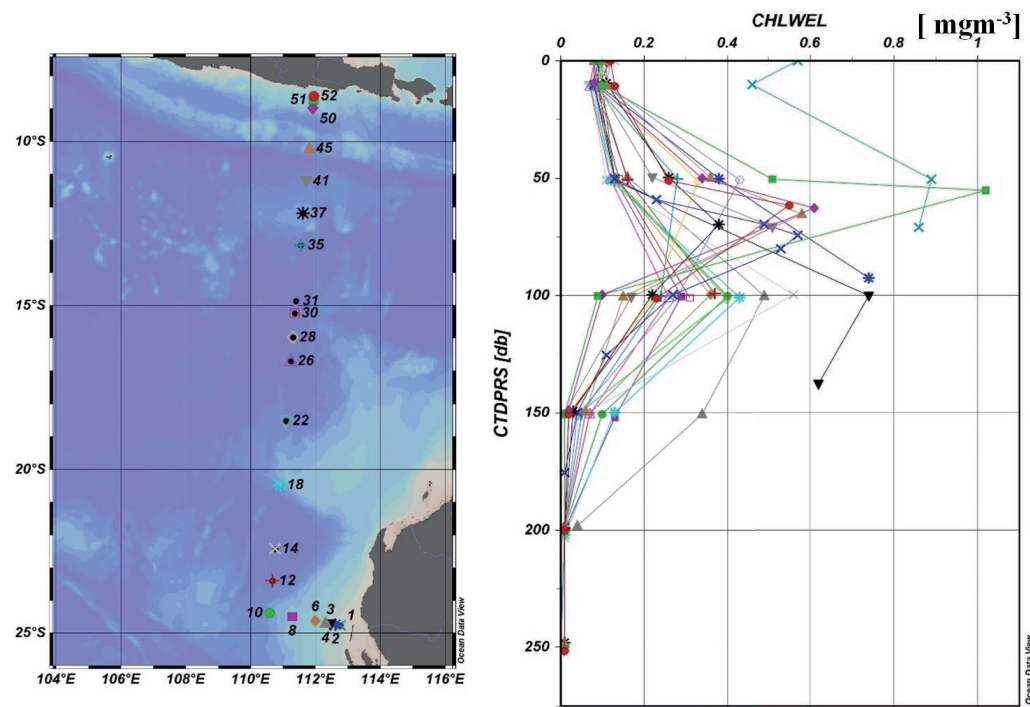 CHLWEL
[ mgm-3]
0 0.2 0.4 0.6 0.8 1
0
50
100
150
200
250
CTDPRS [db]
Ocean Data View
10°S
15°S
20°S
25°S
104°E 106°E 108°E 110°E 112°E 114°E 116°E
52
51
50
45
41
37
35
31
30
28
26
22
18
14
12
10
8
6
3
1
4
2
Ocean Data View